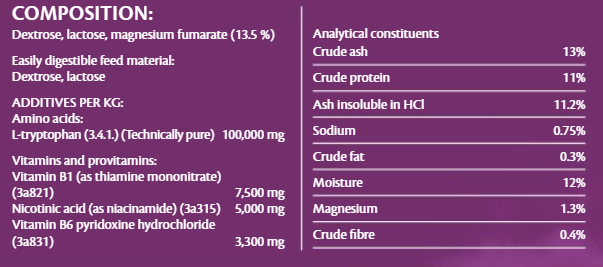 COMPOSITION:
Dextrose, lactose, magnesium fumarate (13.5 %)
Easily digestible feed material:
Dextrose, lactose
ADDITIVES PER KG:
Amino acids:
L-tryptophan (3.4.1.) (Technically pure) 100,000 mg
Vitamins and provitamins:
Vitamin B1 (as thiamine mononitrate)
(3a821) 7,500 mg
Nicotinic acid (as niacinamide) (3a315) 5,000 mg
Vitamin B6 pyridoxine hydrochloride
(3a831) 3,300 mg
Analytical constituents
Crude ash 13%
Crude protein 11%
Ash insoluble in HCl 11.2%
Sodium 0.75%
Crude fat 0.3%
Moisture 12%
Magnesium 1.3%
Crude fibre 0.4%